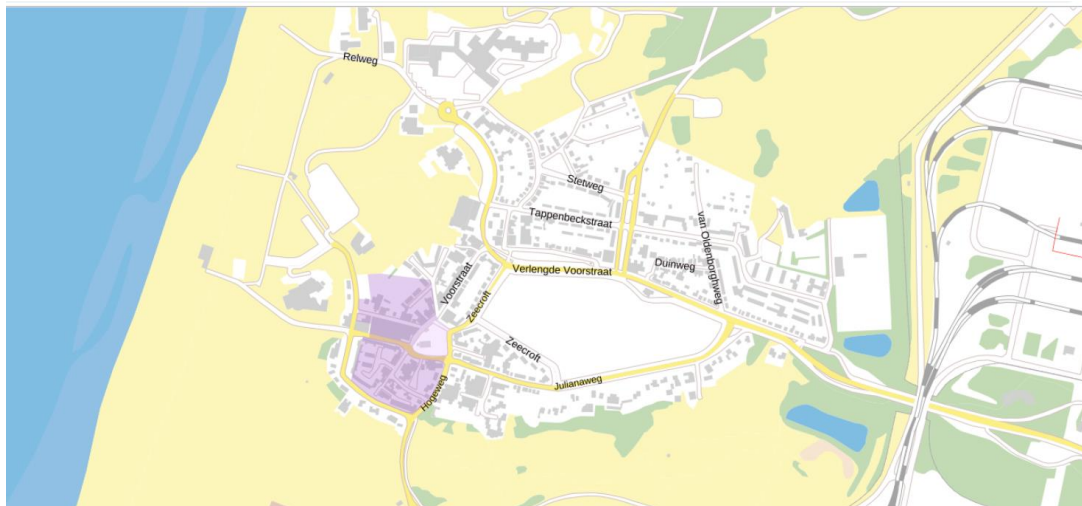 Relweg
Stetweg
Tappenbeckstraat
van Oldenborghweg
Duinweg
Verlengde Voorstraat
Voorstraat
Zeecroft
Zeecroft
Julianaweg
Hogeweg